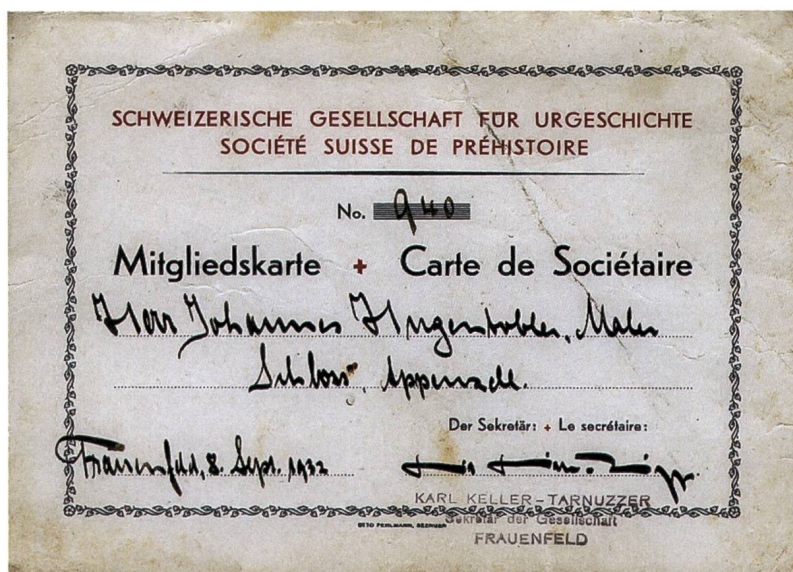 SCHWEIZERISCHE GESELLSCHAFT FÜR URGESCHICHTE
SOCIÉTÉ SUISSE DE PRÉHISTOIRE
No. 940
Mitgliedskarte + Carte de Sociétaire
Herr Johannes Hugentobler, Maler
Schloss, Appenzell.
Der Sekretär: + Le secrétaire:
Frauenfeld, 8. Sept. 1932
KARL KELLER-TARNUZZER
Sekretär der Gesellschaft
FRAUENFELD